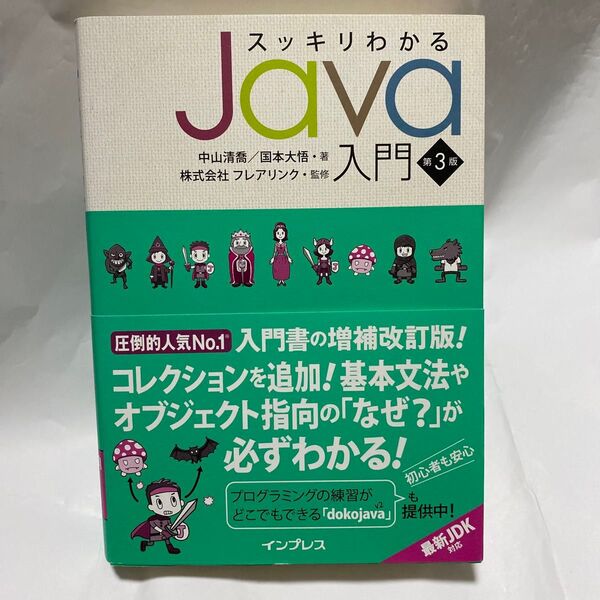 スッキリわかる
Java
入門 第3版
中山清喬/国本大悟・著
株式会社 フレアリンク・監修
圧倒的人気No.1※ 入門書の増補改訂版!
コレクションを追加!基本文法や
オブジェクト指向の「なぜ?」が
必ずわかる!
初心者も安心
プログラミングの練習が
どこでもできる「dokojava」v2
も
提供中!
インプレス
最新JDK
対応